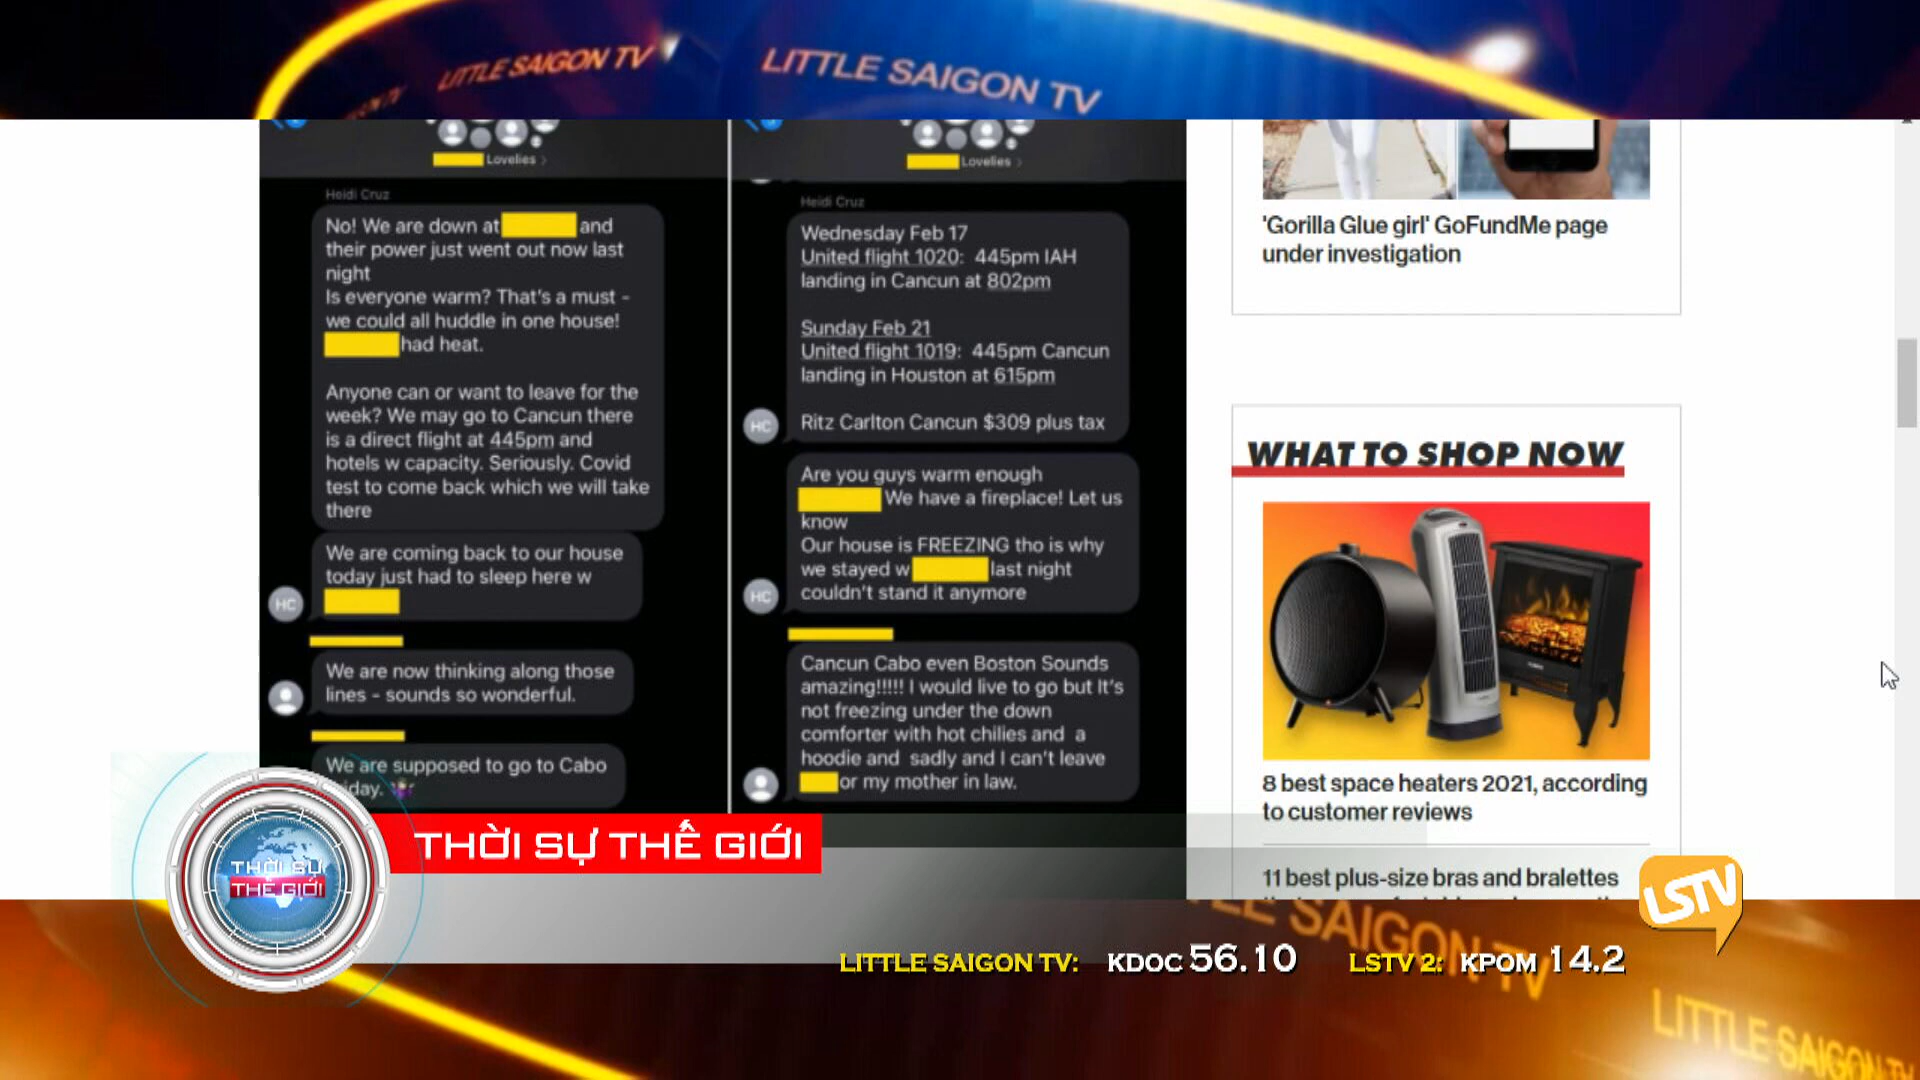 LITTLE SAIGON TV
LITTLE SAIGON TV
Lovelies
Heidi Cruz
No! We are down at and
their power just went out now last
night
Is everyone warm? That's a must -
we could all huddle in one house!
had heat.
Anyone can or want to leave for the
week? We may go to Cancun there
is a direct flight at 445pm and
hotels w capacity. Seriously. Covid
test to come back which we will take
there
We are coming back to our house
today just had to sleep here w
HC
We are now thinking along those
lines - sounds so wonderful.
We are supposed to go to Cabo
Lovelies
Heidi Cruz
Wednesday Feb 17
United flight 1020: 445pm IAH
landing in Cancun at 802pm
Sunday Feb 21
United flight 1019: 445pm Cancun
landing in Houston at 615pm
Ritz Carlton Cancun $309 plus tax
HC
Are you guys warm enough
We have a fireplace! Let us
know
Our house is FREEZING tho is why
we stayed w last night
couldn't stand it anymore
HC
Cancun Cabo even Boston Sounds
amazing!!!!! I would live to go but It's
not freezing under the down
comforter with hot chilies and a
hoodie and sadly and I can't leave
or my mother in law.
'Gorilla Glue girl' GoFundMe page
under investigation
WHAT TO SHOP NOW
8 best space heaters 2021, according
to customer reviews
11 best plus-size bras and bralettes
THỜI SỰ THẾ GIỚI
THỜI SỰ
THẾ GIỚI
LSTV
LITTLE SAIGON TV: KDOC 56.10 LSTV 2: KPOM 14.2
LE SAIGON TV
LITTLE SAIGON TV